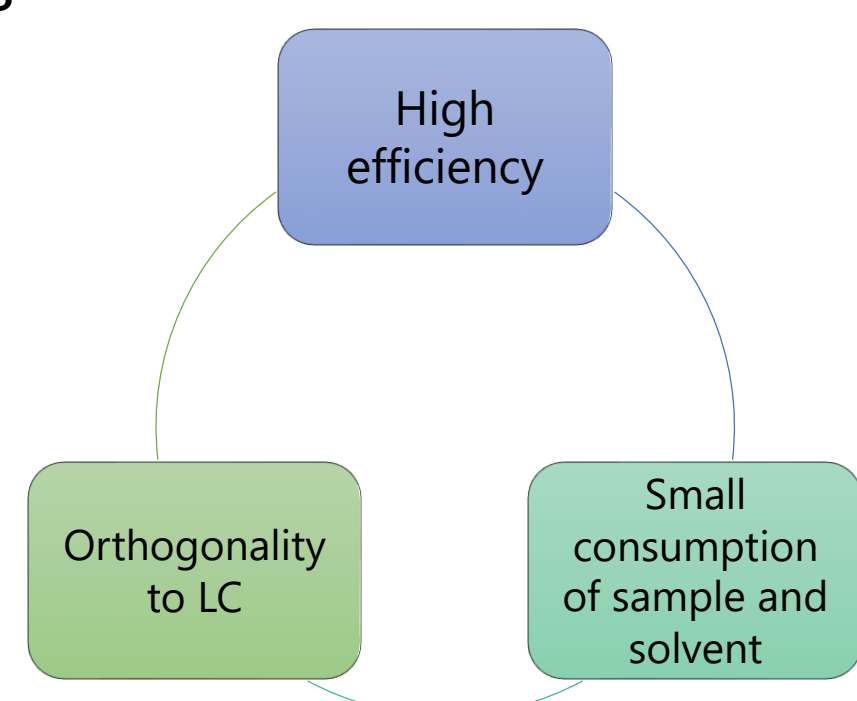 High
efficiency
Orthogonality
to LC
Small
consumption
of sample and
solvent